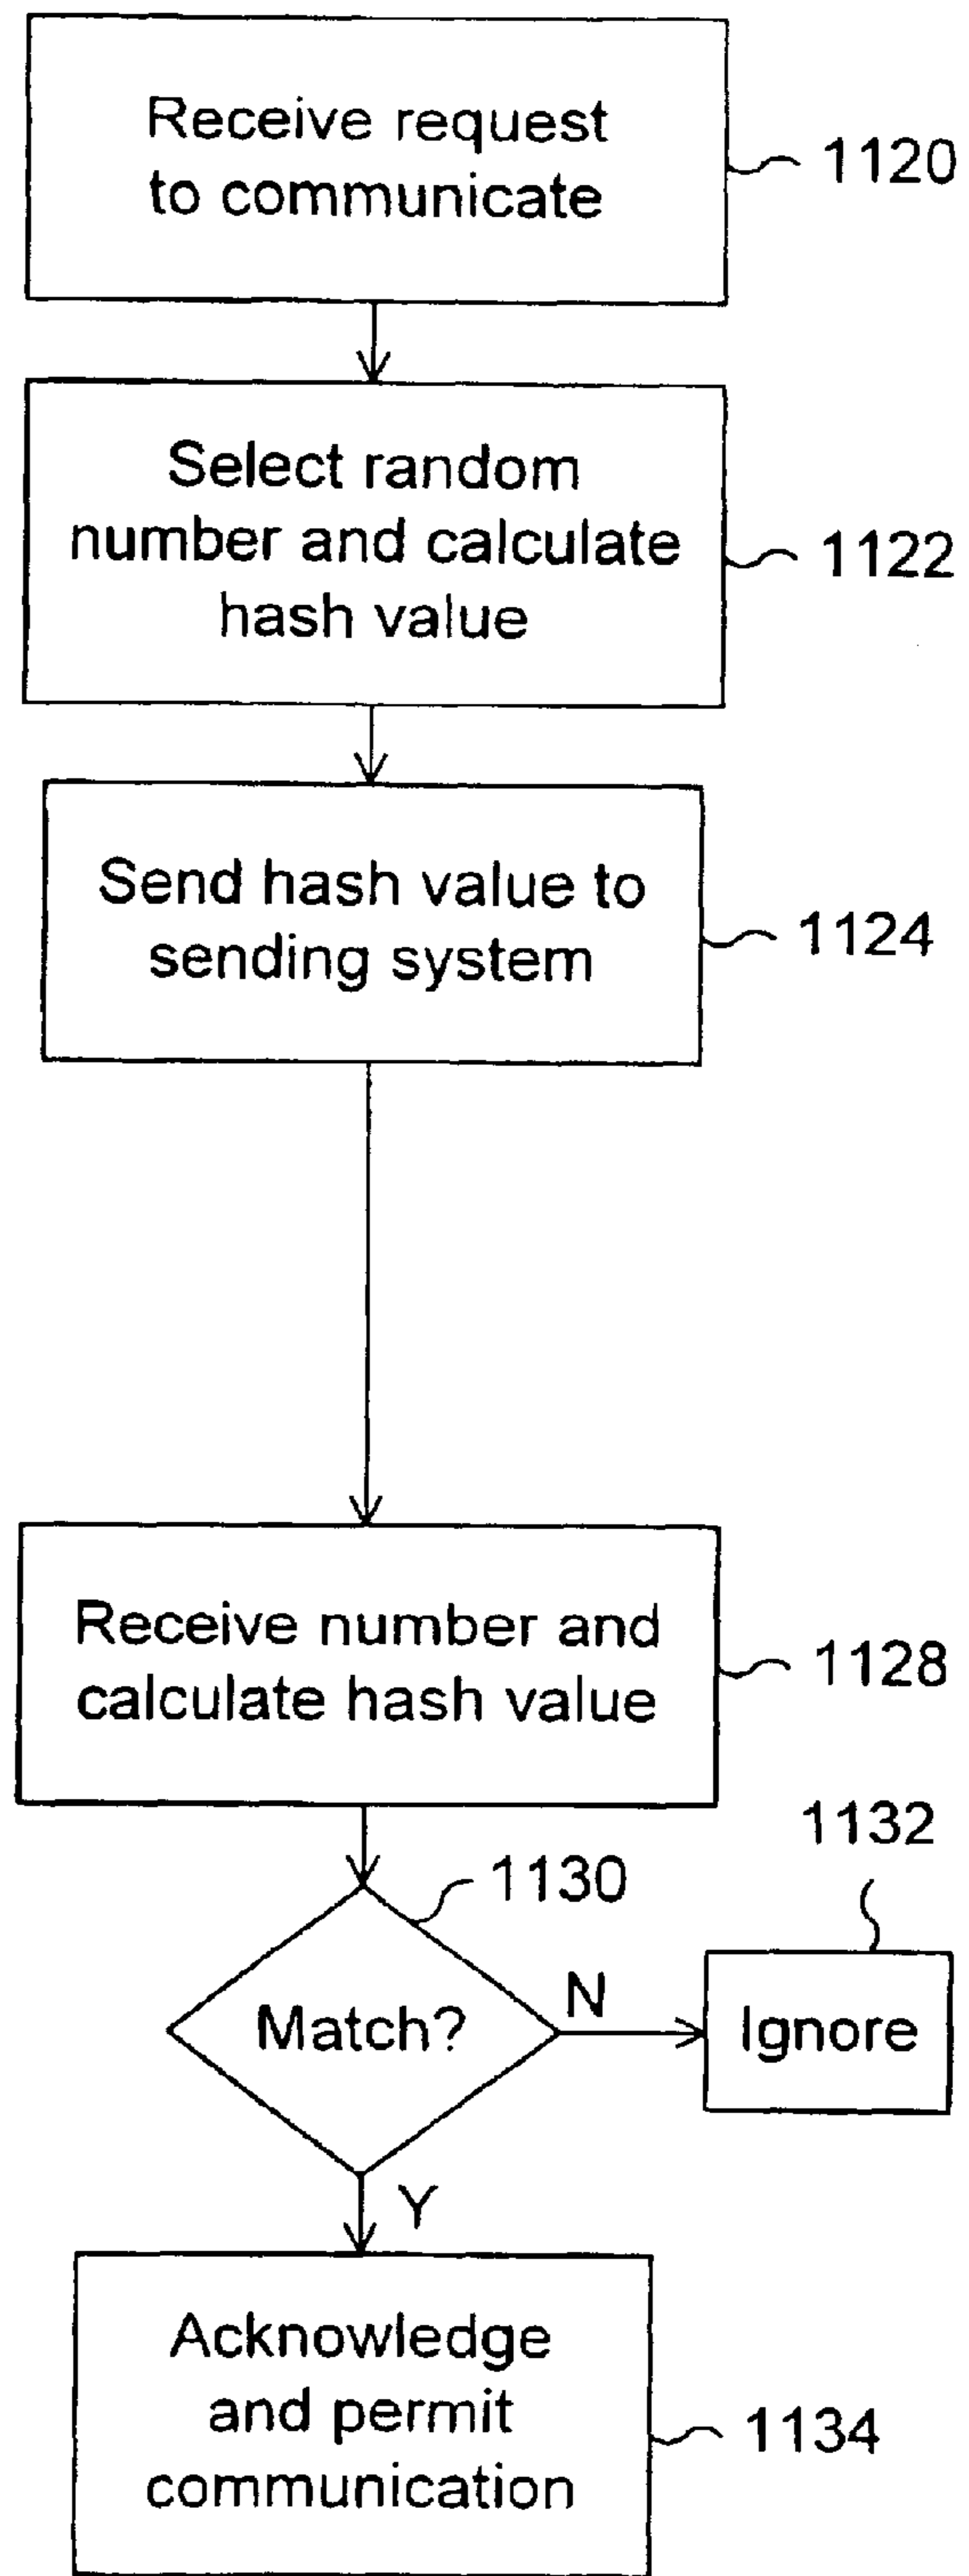 Receive request
to communicate
1120
Select random
number and calculate
hash value
1122
Send hash value to
sending system
1124
Receive number and
calculate hash value
1128
1132
1130
Match?
N
Ignore
Y
Acknowledge
and permit
communication
1134